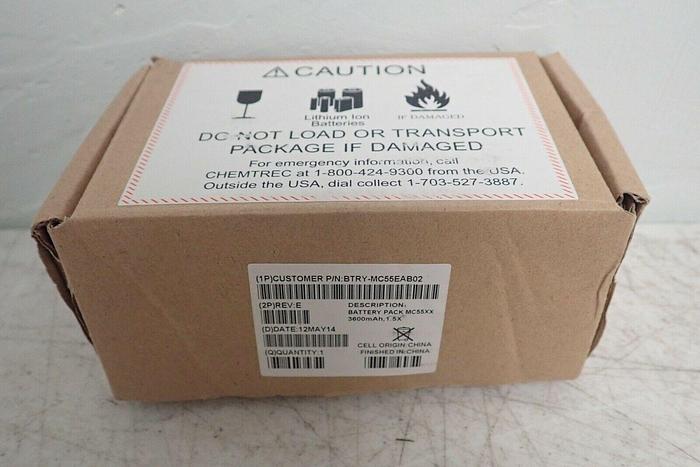 CAUTION
Lithium Ion
Batteries
IF DAMAGED
DO NOT LOAD OR TRANSPORT
PACKAGE IF DAMAGED
For emergency information, call
CHEMTREC at 1-800-424-9300 from the USA.
Outside the USA, dial collect 1-703-527-3887.
(1P)CUSTOMER P/N:BTRY-MC55EAB02
(2P)REV:E
DESCRIPTION:
BATTERY PACK MC55XX
3600mAh,1.5X
(D)DATE:12MAY14
CELL ORIGIN:CHINA
(Q)QUANTITY:1
FINISHED IN:CHINA